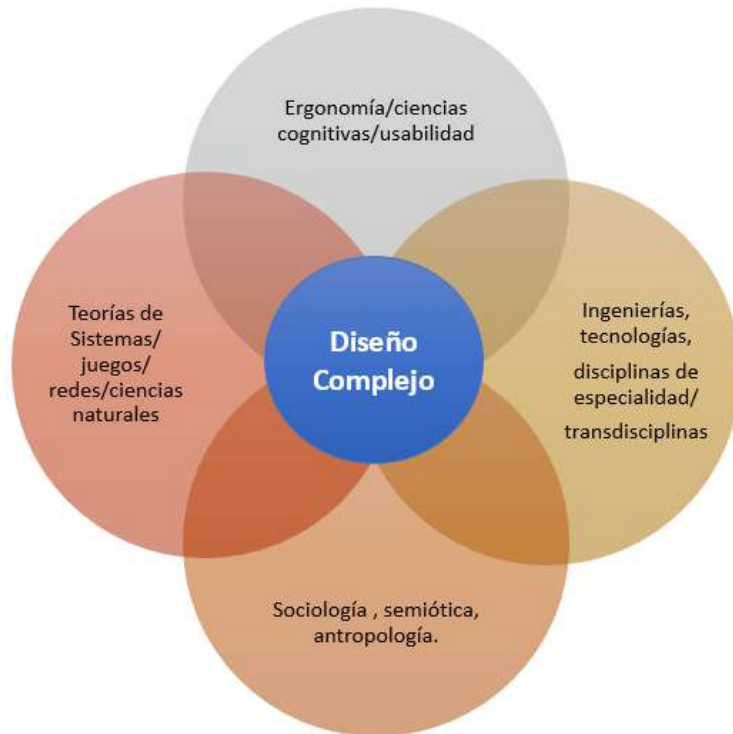 Ergonomía/ciencias
cognitivas/usabilidad
Teorías de
Sistemas/
juegos/
redes/ciencias
naturales
Diseño
Complejo
Ingenierías,
tecnologías,
disciplinas de
especialidad/
transdisciplinas
Sociología , semiótica,
antropología.